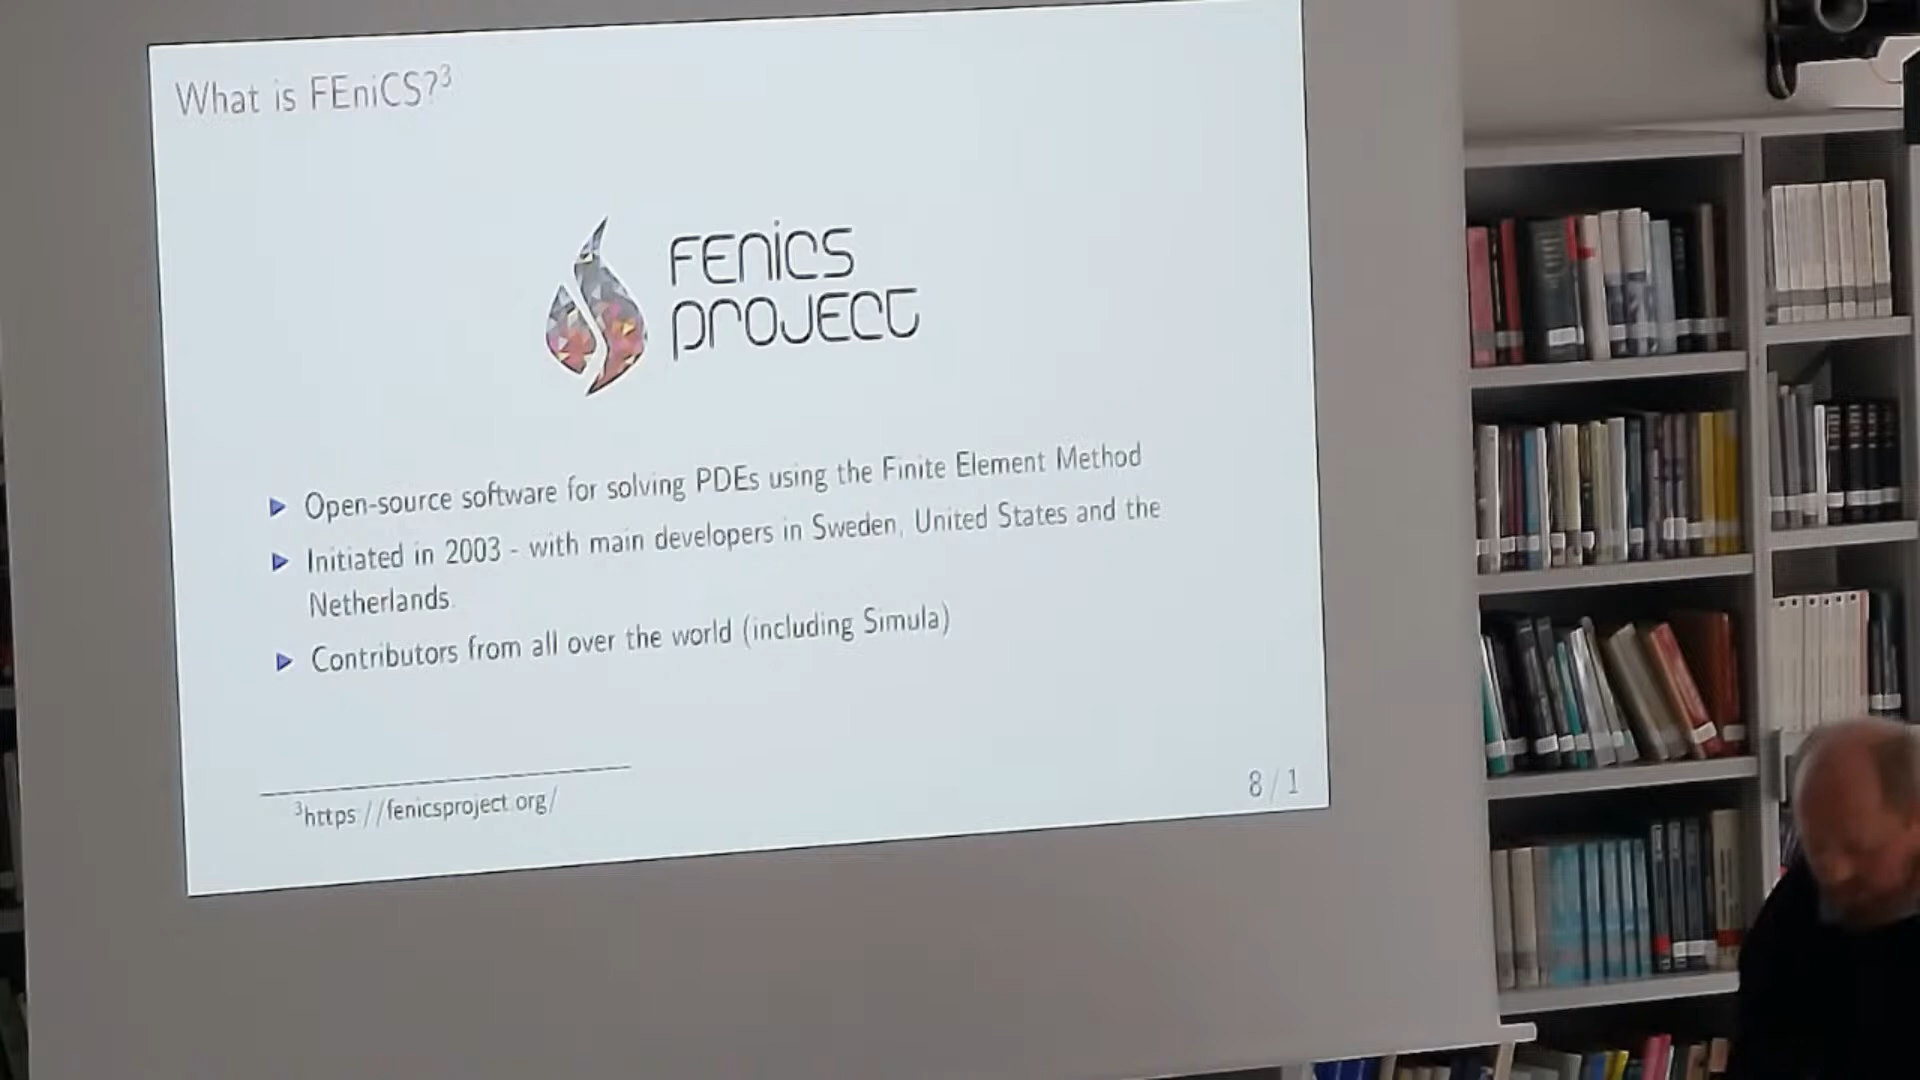 What is FEniCS?³
FENICS
PROJECT
Open-source software for solving PDEs using the Finite Element Method
Initiated in 2003 - with main developers in Sweden, United States and the
Netherlands.
Contributors from all over the world (including Simula)
³https://fenicsproject.org/
8 / 1